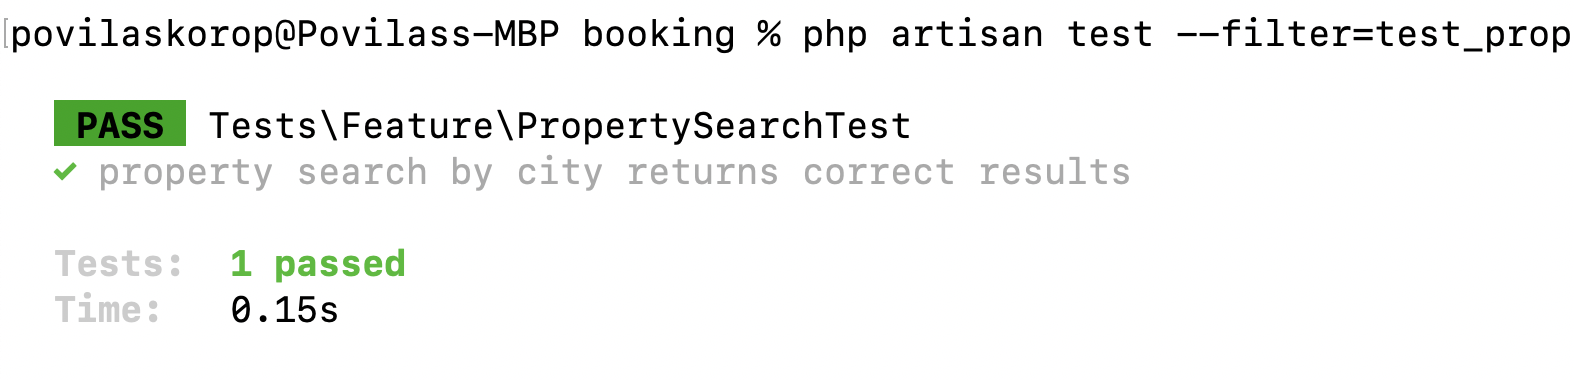 povilaskorop@Povilass-MBP booking % php artisan test --filter=test_prop
PASS Tests\Feature\PropertySearchTest
✓ property search by city returns correct results
Tests: 1 passed
Time: 0.15s